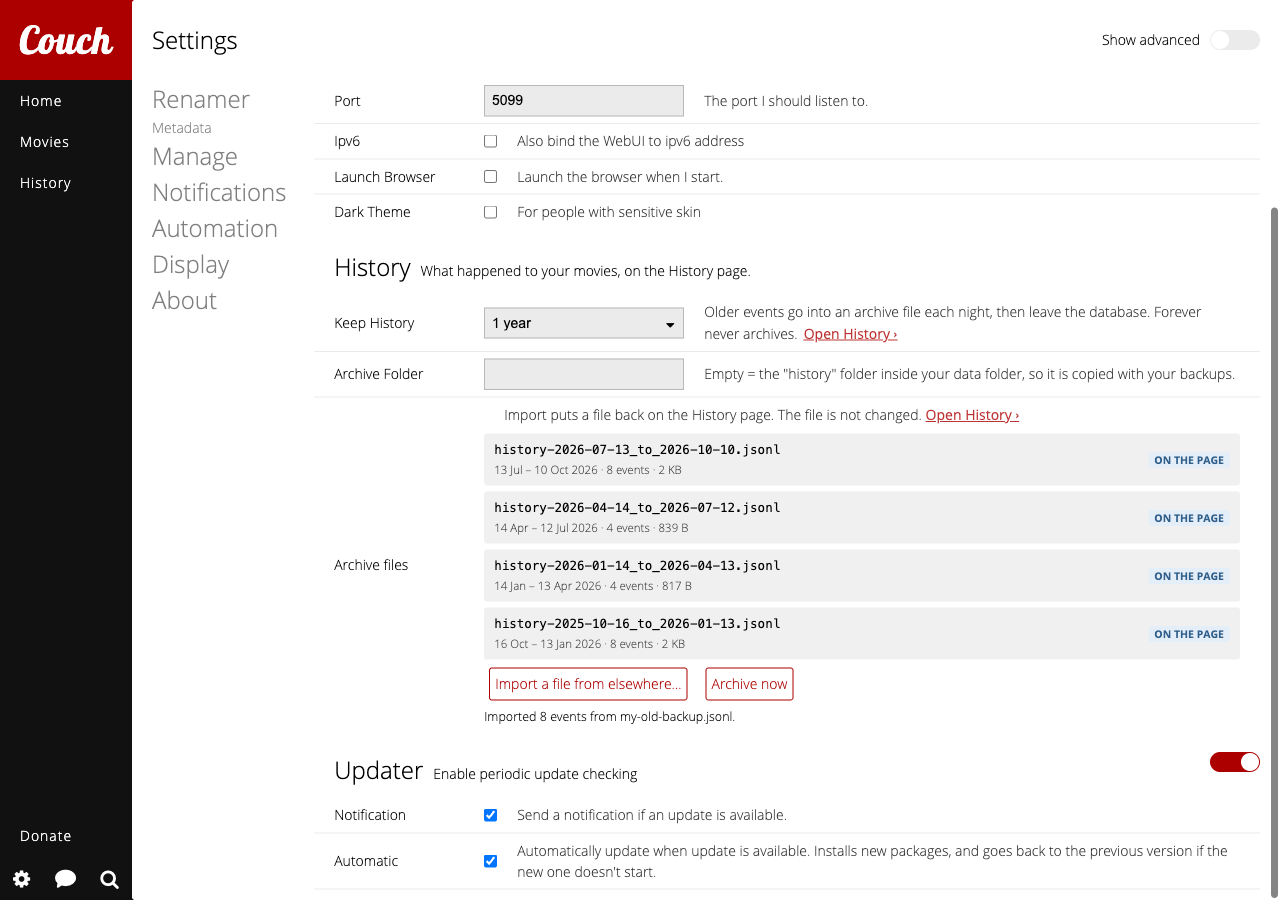 Couch
Home
Movies
History
Donate
Settings
Show advanced
Renamer
Metadata
Manage
Notifications
Automation
Display
About
Port
5099
The port I should listen to.
Ipv6
Also bind the WebUI to ipv6 address
Launch Browser
Launch the browser when I start.
Dark Theme
For people with sensitive skin
History What happened to your movies, on the History page.
Keep History
1 year
Older events go into an archive file each night, then leave the database. Forever
never archives. Open History ›
Archive Folder
Empty = the "history" folder inside your data folder, so it is copied with your backups.
Import puts a file back on the History page. The file is not changed. Open History ›
Archive files
history-2026-07-13_to_2026-10-10.jsonl
13 Jul – 10 Oct 2026 · 8 events · 2 KB
ON THE PAGE
history-2026-04-14_to_2026-07-12.jsonl
14 Apr – 12 Jul 2026 · 4 events · 839 B
ON THE PAGE
history-2026-01-14_to_2026-04-13.jsonl
14 Jan – 13 Apr 2026 · 4 events · 817 B
ON THE PAGE
history-2025-10-16_to_2026-01-13.jsonl
16 Oct – 13 Jan 2026 · 8 events · 2 KB
ON THE PAGE
Import a file from elsewhere… Archive now
Imported 8 events from my-old-backup.jsonl.
Updater Enable periodic update checking
Notification
Send a notification if an update is available.
Automatic
Automatically update when update is available. Installs new packages, and goes back to the previous version if the
new one doesn't start.